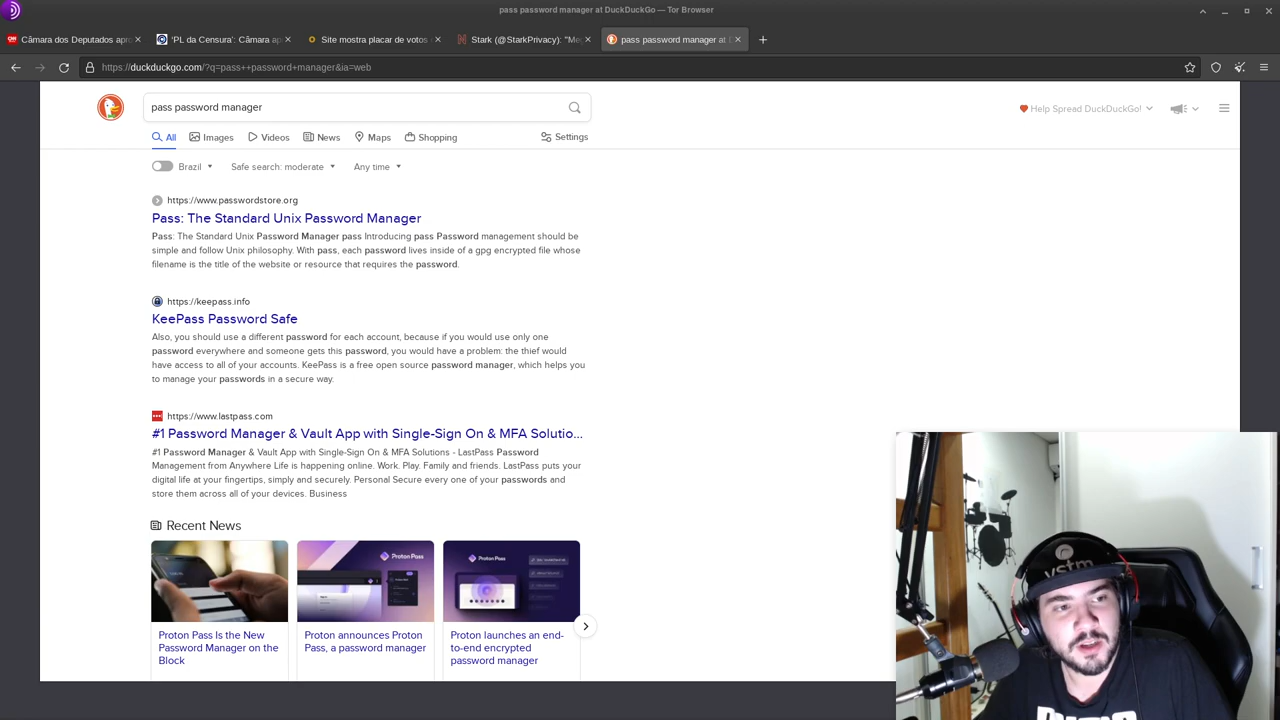 pass password manager at DuckDuckGo — Tor Browser
Câmara dos Deputados apro
'PL da Censura': Câmara ap
Site mostra placar de votos
Stark (@StarkPrivacy): "Me
pass password manager at D
https://duckduckgo.com/?q=pass++password+manager&ia=web
pass password manager
Help Spread DuckDuckGo!
All Images Videos News Maps Shopping Settings
Brazil Safe search: moderate Any time
https://www.passwordstore.org
Pass: The Standard Unix Password Manager
Pass: The Standard Unix Password Manager pass Introducing pass Password management should be
simple and follow Unix philosophy. With pass, each password lives inside of a gpg encrypted file whose
filename is the title of the website or resource that requires the password.
https://keepass.info
KeePass Password Safe
Also, you should use a different password for each account, because if you would use only one
password everywhere and someone gets this password, you would have a problem: the thief would
have access to all of your accounts. KeePass is a free open source password manager, which helps you
to manage your passwords in a secure way.
https://www.lastpass.com
#1 Password Manager & Vault App with Single-Sign On & MFA Solutio...
#1 Password Manager & Vault App with Single-Sign On & MFA Solutions - LastPass Password
Management from Anywhere Life is happening online. Work. Play. Family and friends. LastPass puts your
digital life at your fingertips, simply and securely. Personal Secure every one of your passwords and
store them across all of your devices. Business
Recent News
Proton Pass
Proton Pass
Proton Pass Is the New
Password Manager on the
Block
Proton announces Proton
Pass, a password manager
Proton launches an end-
to-end encrypted
password manager
vstm